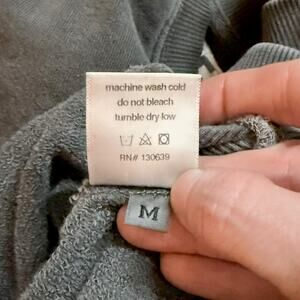 machine wash cold
do not bleach
tumble dry low
RN# 130639
M